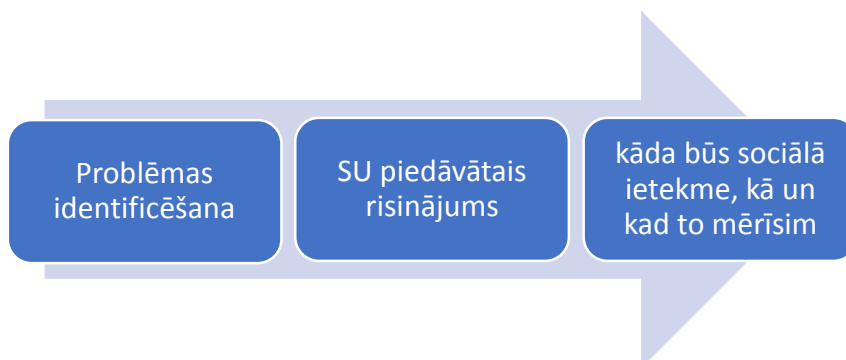 Problēmas
identificēšana
SU piedāvātais
risinājums
kāda būs sociālā
ietekme, kā un
kad to mērīsim